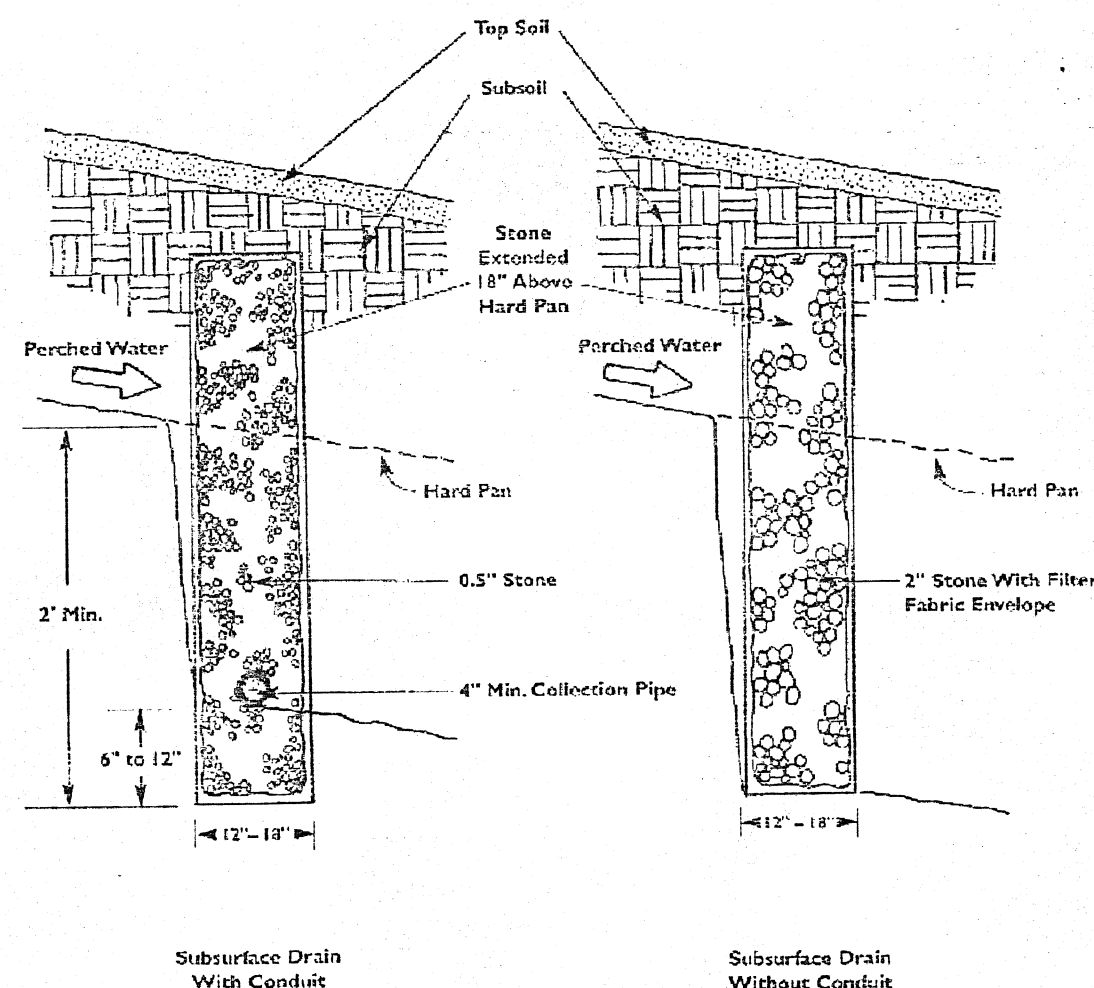 Top Soil
Subsoil
Stone
Extended
18" Above
Hard Pan
Perched Water
Perched Water
Hard Pan
Hard Pan
0.5" Stone
2" Stone With Filter
Fabric Envelope
2' Min.
4" Min. Collection Pipe
6" to 12"
12"–18"
12"–18"
Subsurface Drain
With Conduit
Subsurface Drain
Without Conduit